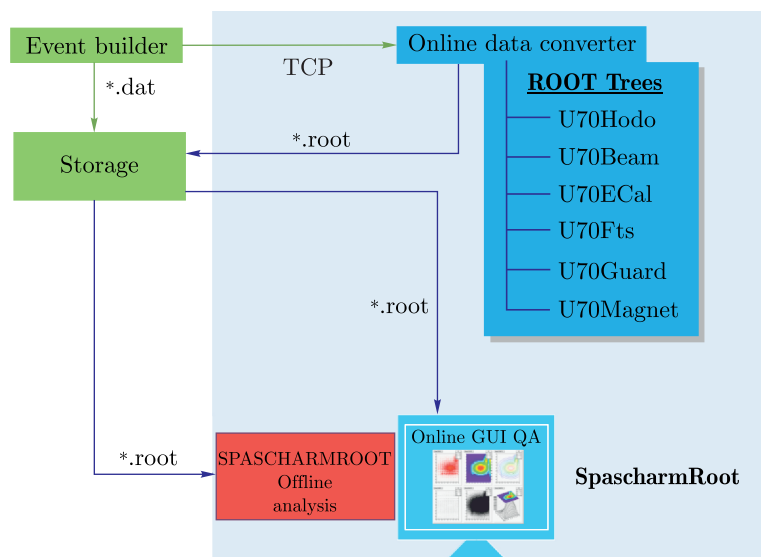 Event builder
TCP
Online data converter
*.dat
ROOT Trees
*.root
U70Hodo
Storage
U70Beam
U70ECal
U70Fts
U70Guard
*.root
U70Magnet
Online GUI QA
SPASCHARMROOT
Offline
analysis
*.root
SpascharmRoot